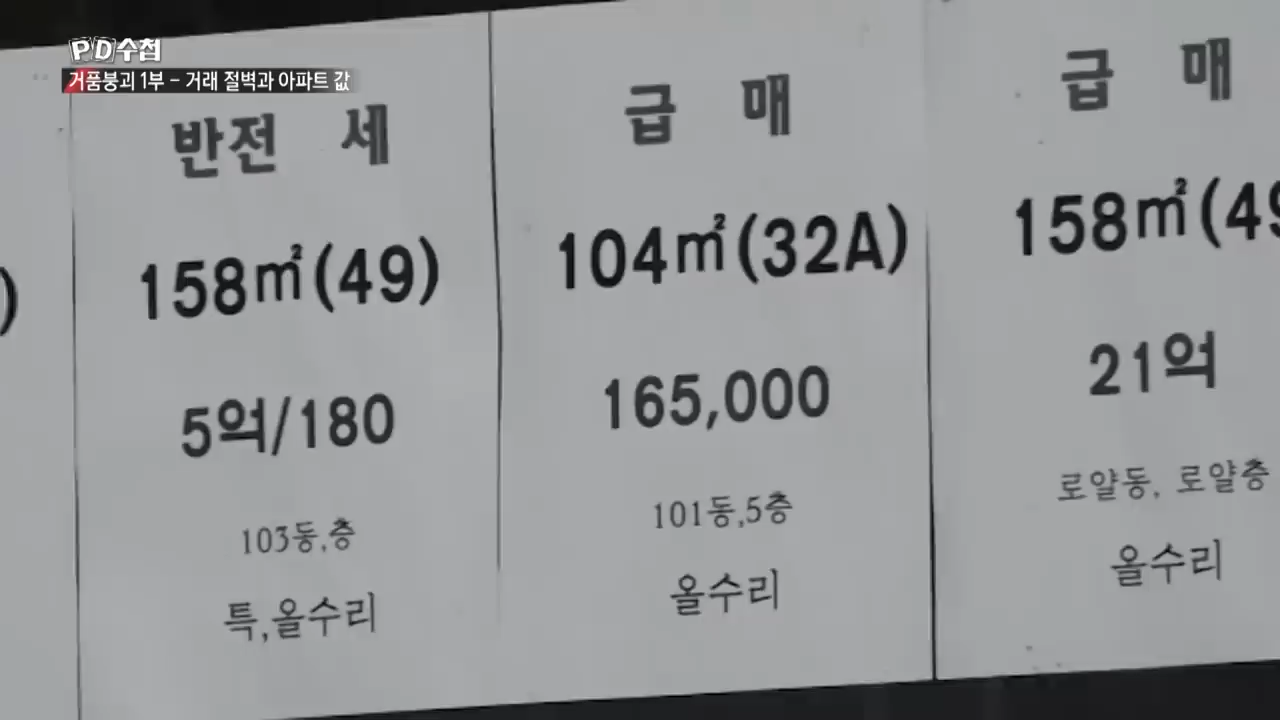 PD수첩
거품붕괴 1부 - 거래 절벽과 아파트 값
)
반전 세
158㎡(49)
5억/180
103동,층
특,올수리
급 매
104㎡(32A)
165,000
101동,5층
올수리
급 매
158㎡(49
21억
로얄동, 로얄층
올수리